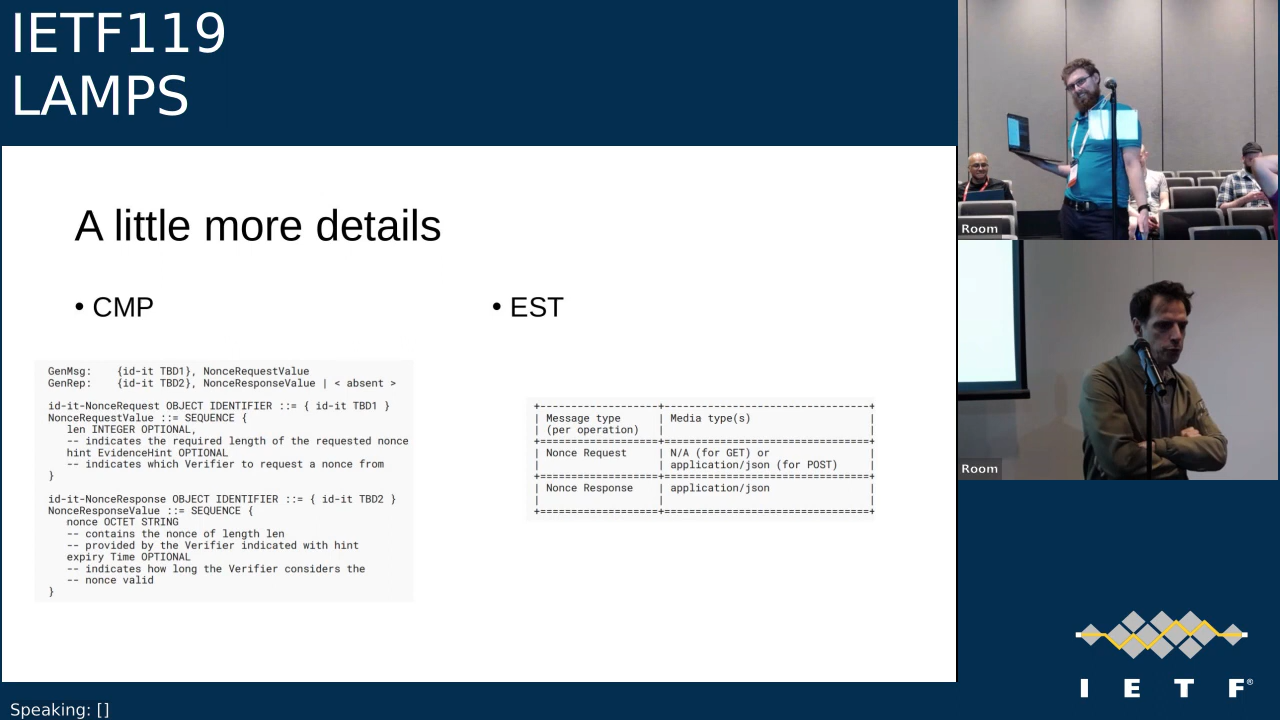 IETF119
LAMPS
A little more details
• CMP
GenMsg:    {id-it TBD1}, NonceRequestValue
GenRep:    {id-it TBD2}, NonceResponseValue | < absent >
id-it-NonceRequest OBJECT IDENTIFIER ::= { id-it TBD1 }
NonceRequestValue ::= SEQUENCE {
   len INTEGER OPTIONAL,
   -- indicates the required length of the requested nonce
   hint EvidenceHint OPTIONAL
   -- indicates which Verifier to request a nonce from
}
id-it-NonceResponse OBJECT IDENTIFIER ::= { id-it TBD2 }
NonceResponseValue ::= SEQUENCE {
   nonce OCTET STRING
   -- contains the nonce of length len
   -- provided by the Verifier indicated with hint
   expiry Time OPTIONAL
   -- indicates how long the Verifier considers the
   -- nonce valid
}
• EST
+-------------------+---------------------------------+
| Message type      | Media type(s)                   |
| (per operation)   |                                 |
+===================+=================================+
| Nonce Request     | N/A (for GET) or                |
|                   | application/json (for POST)     |
+===================+=================================+
| Nonce Response    | application/json                |
|                   |                                 |
+===================+=================================+
Room
Room
I E T F®
Speaking: []